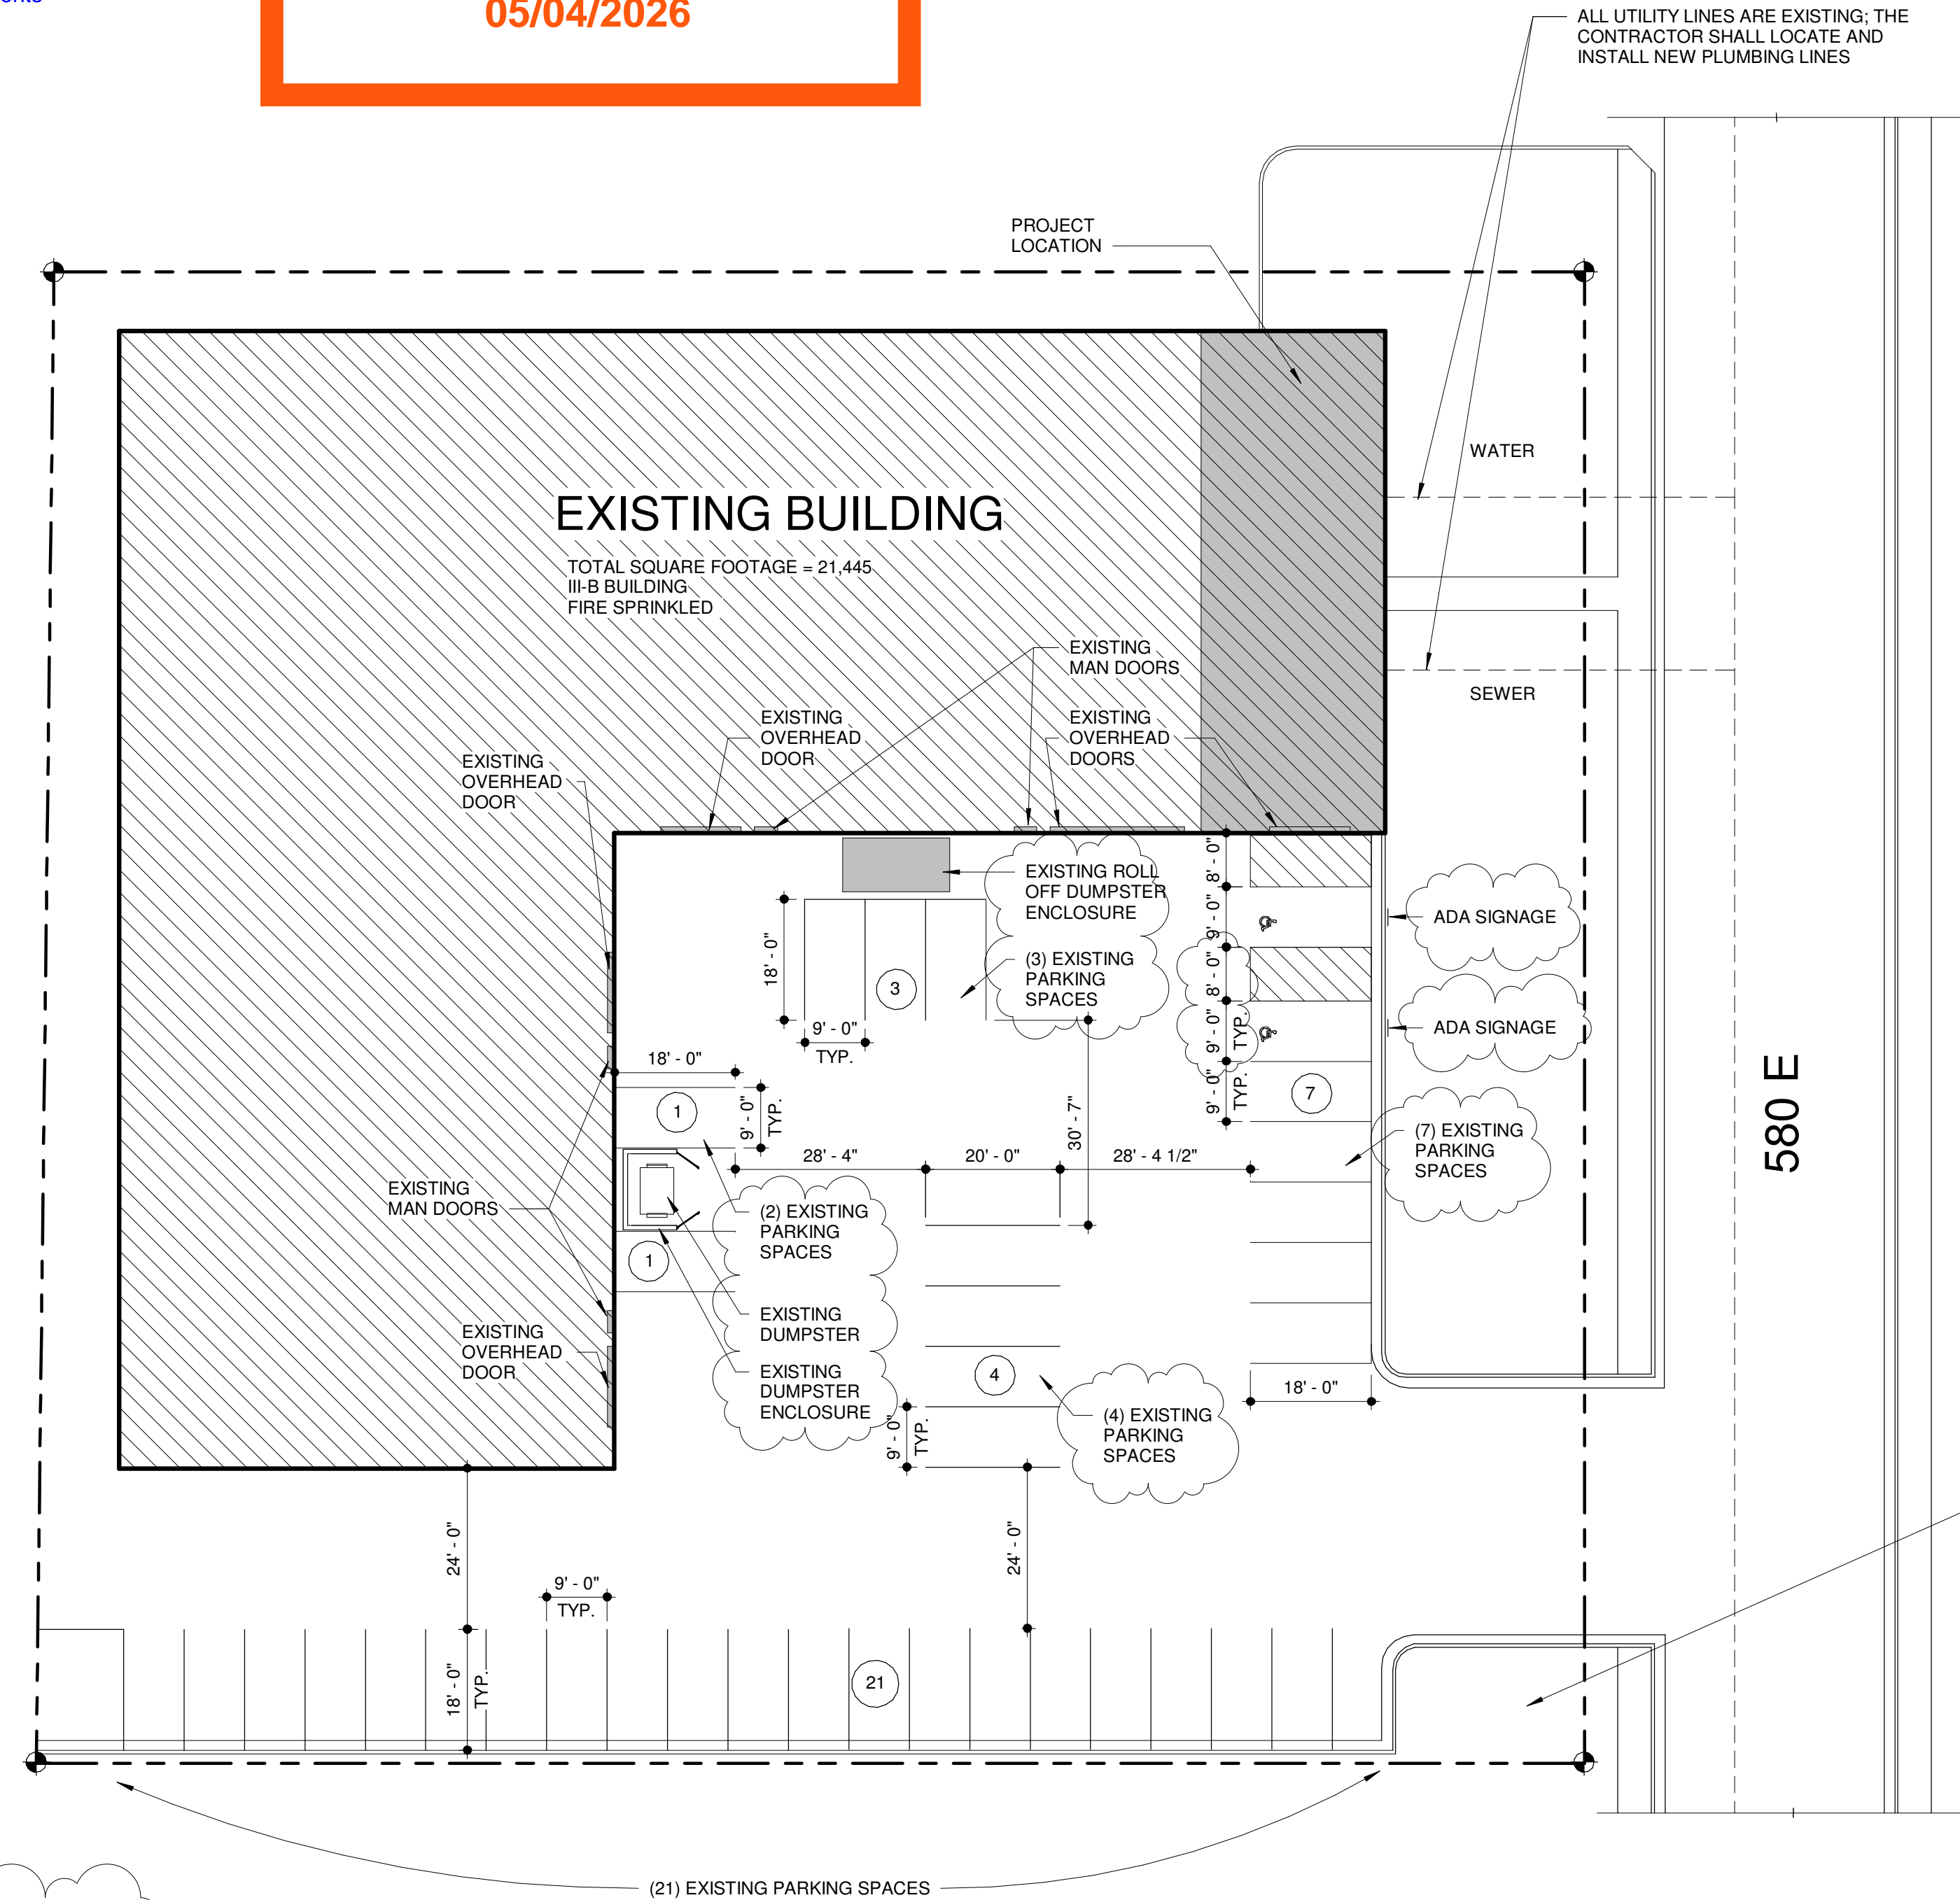 05/04/2026
ALL UTILITY LINES ARE EXISTING; THE
CONTRACTOR SHALL LOCATE AND
INSTALL NEW PLUMBING LINES
PROJECT
LOCATION
WATER
EXISTING BUILDING
TOTAL SQUARE FOOTAGE = 21,445
III-B BUILDING
FIRE SPRINKLED
EXISTING
MAN DOORS
SEWER
EXISTING
OVERHEAD
DOOR
EXISTING
OVERHEAD
DOORS
EXISTING
OVERHEAD
DOOR
EXISTING ROLL
OFF DUMPSTER
ENCLOSURE
8' - 0"
9' - 0"
8' - 0"
9' - 0"
TYP.
9' - 0"
TYP.
ADA SIGNAGE
ADA SIGNAGE
18' - 0"
3
(3) EXISTING
PARKING
SPACES
9' - 0"
TYP.
18' - 0"
1
9' - 0"
TYP.
30' - 7"
7
(7) EXISTING
PARKING
SPACES
580 E
28' - 4"
20' - 0"
28' - 4 1/2"
EXISTING
MAN DOORS
(2) EXISTING
PARKING
SPACES
1
EXISTING
DUMPSTER
EXISTING
OVERHEAD
DOOR
EXISTING
DUMPSTER
ENCLOSURE
4
9' - 0"
TYP.
(4) EXISTING
PARKING
SPACES
18' - 0"
24' - 0"
24' - 0"
9' - 0"
TYP.
18' - 0"
TYP.
21
(21) EXISTING PARKING SPACES